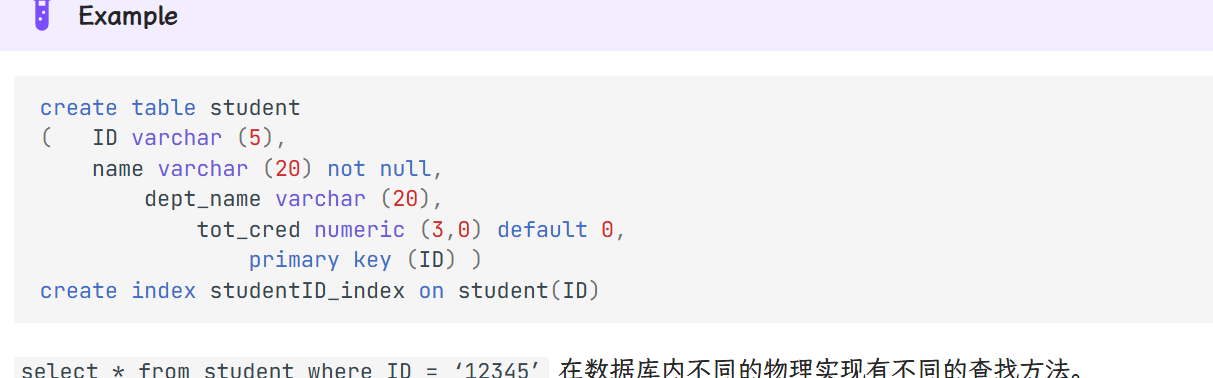 Example
create table student
(   ID varchar (5),
    name varchar (20) not null,
        dept_name varchar (20),
            tot_cred numeric (3,0) default 0,
                primary key (ID) )
create index studentID_index on student(ID)
select * from student where ID = ‘12345’ 在数据库内不同的物理实现有不同的查找方法。